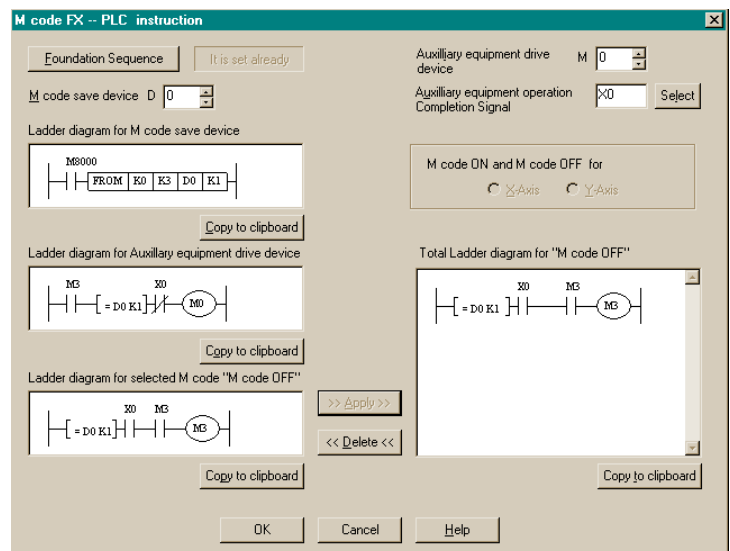 M code FX -- PLC instruction
Foundation Sequence
It is set already
M code save device D 0
Auxilljary equipment drive device M 0
Auxilliary equipment operation Completion Signal X0 Select
Ladder diagram for M code save device
M8000
FROM K0 K3 D0 K1
Copy to clipboard
M code ON and M code OFF for
X-Axis Y-Axis
Ladder diagram for Auxillary equipment drive device
M3 X0
= D0 K1 M0
Copy to clipboard
Ladder diagram for selected M code "M code OFF"
X0 M3
= D0 K1 M3
Copy to clipboard
>> Apply >>
<< Delete <<
Total Ladder diagram for "M code OFF"
X0 M3
= D0 K1 M3
Copy to clipboard
OK Cancel Help